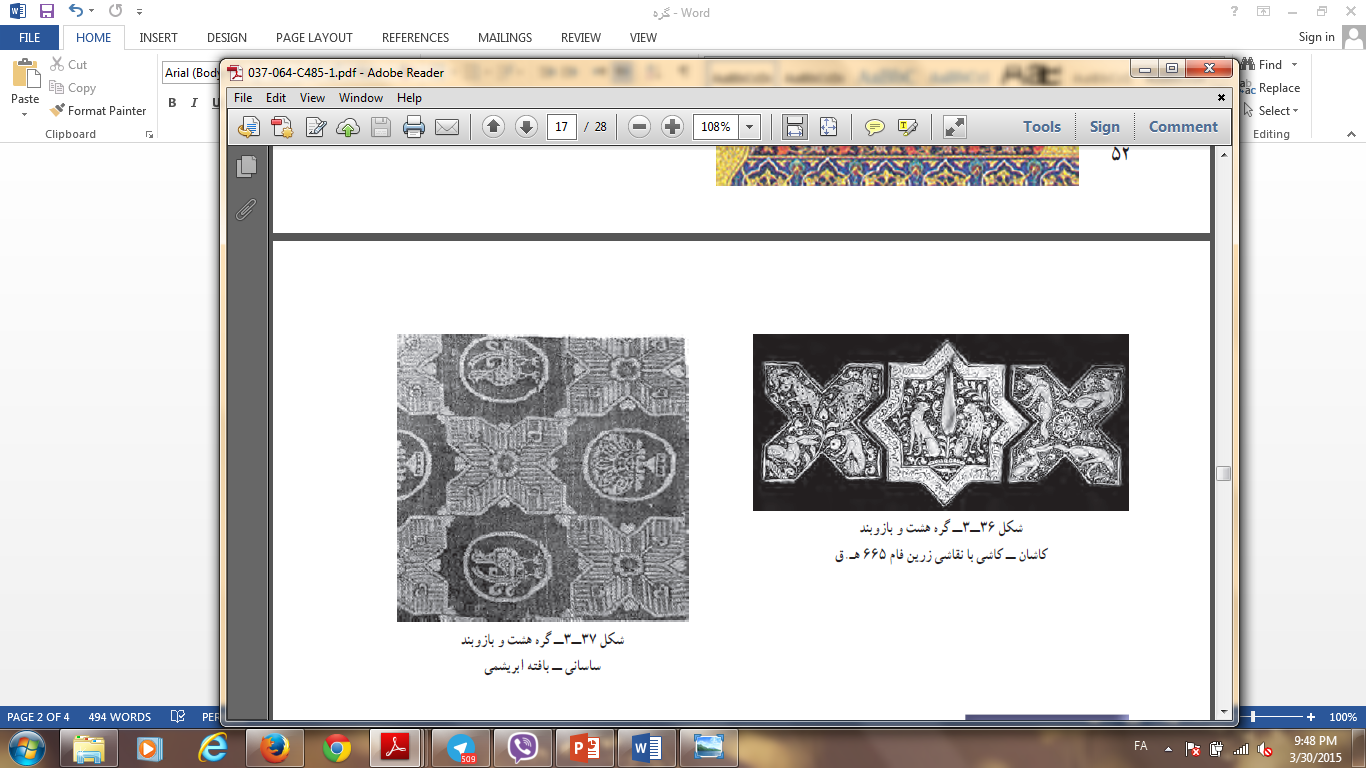 گره - Word
FILE HOME INSERT DESIGN PAGE LAYOUT REFERENCES MAILINGS REVIEW VIEW Sign in
Paste
Cut
Copy
Format Painter
Clipboard
Arial (Body
B I U
Find
Replace
Select
Editing
037-064-C485-1.pdf - Adobe Reader
File Edit View Window Help
17 / 28 108% Tools Sign Comment
۵۲
شکل ۳۶ــ۳ــ گره هشت و بازوبند
کاشان ــ کاشی با نقاشی زرین فام ۶۶۵ هـ.ق
شکل ۳۷ــ۳ــ گره هشت و بازوبند
ساسانی ــ بافته ابریشمی
PAGE 2 OF 4 494 WORDS 100%
509
FA
9:48 PM
3/30/2015